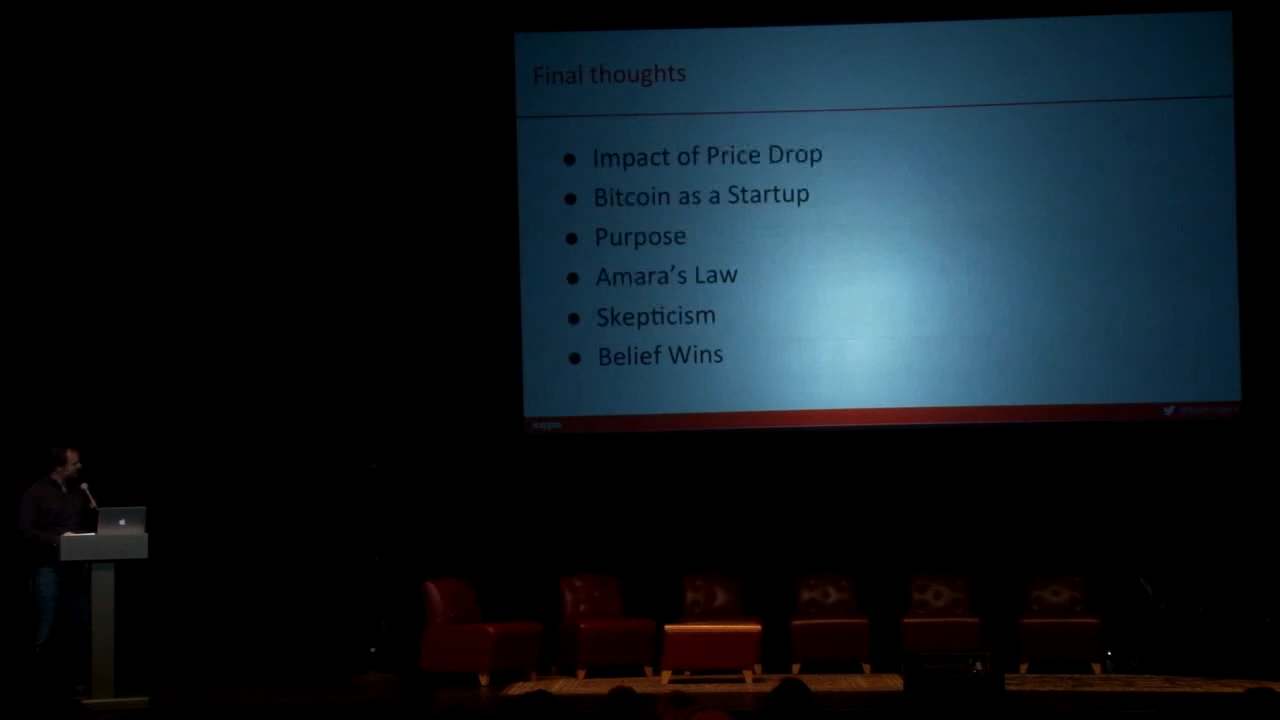 Final thoughts
Impact of Price Drop
Bitcoin as a Startup
Purpose
Amara's Law
Skepticism
Belief Wins